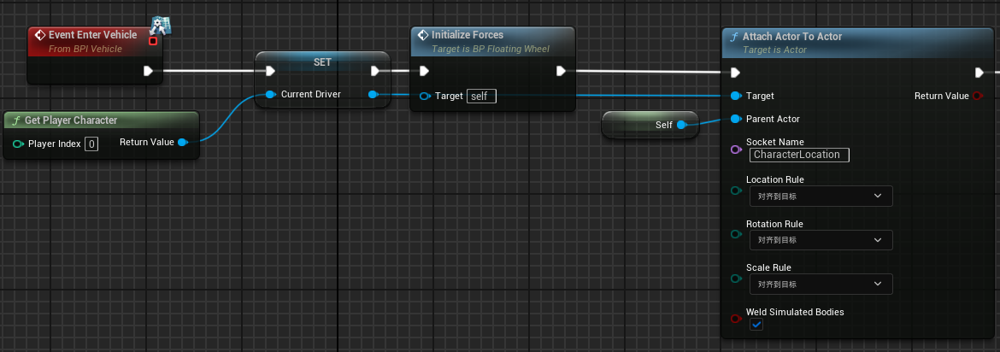 Event Enter Vehicle
From BPI Vehicle
SET
Current Driver
Get Player Character
Player Index 0
Return Value
Initialize Forces
Target is BP Floating Wheel
Target self
Self
Attach Actor To Actor
Target is Actor
Target
Return Value
Parent Actor
Socket Name
CharacterLocation
Location Rule
对齐到目标
Rotation Rule
对齐到目标
Scale Rule
对齐到目标
Weld Simulated Bodies